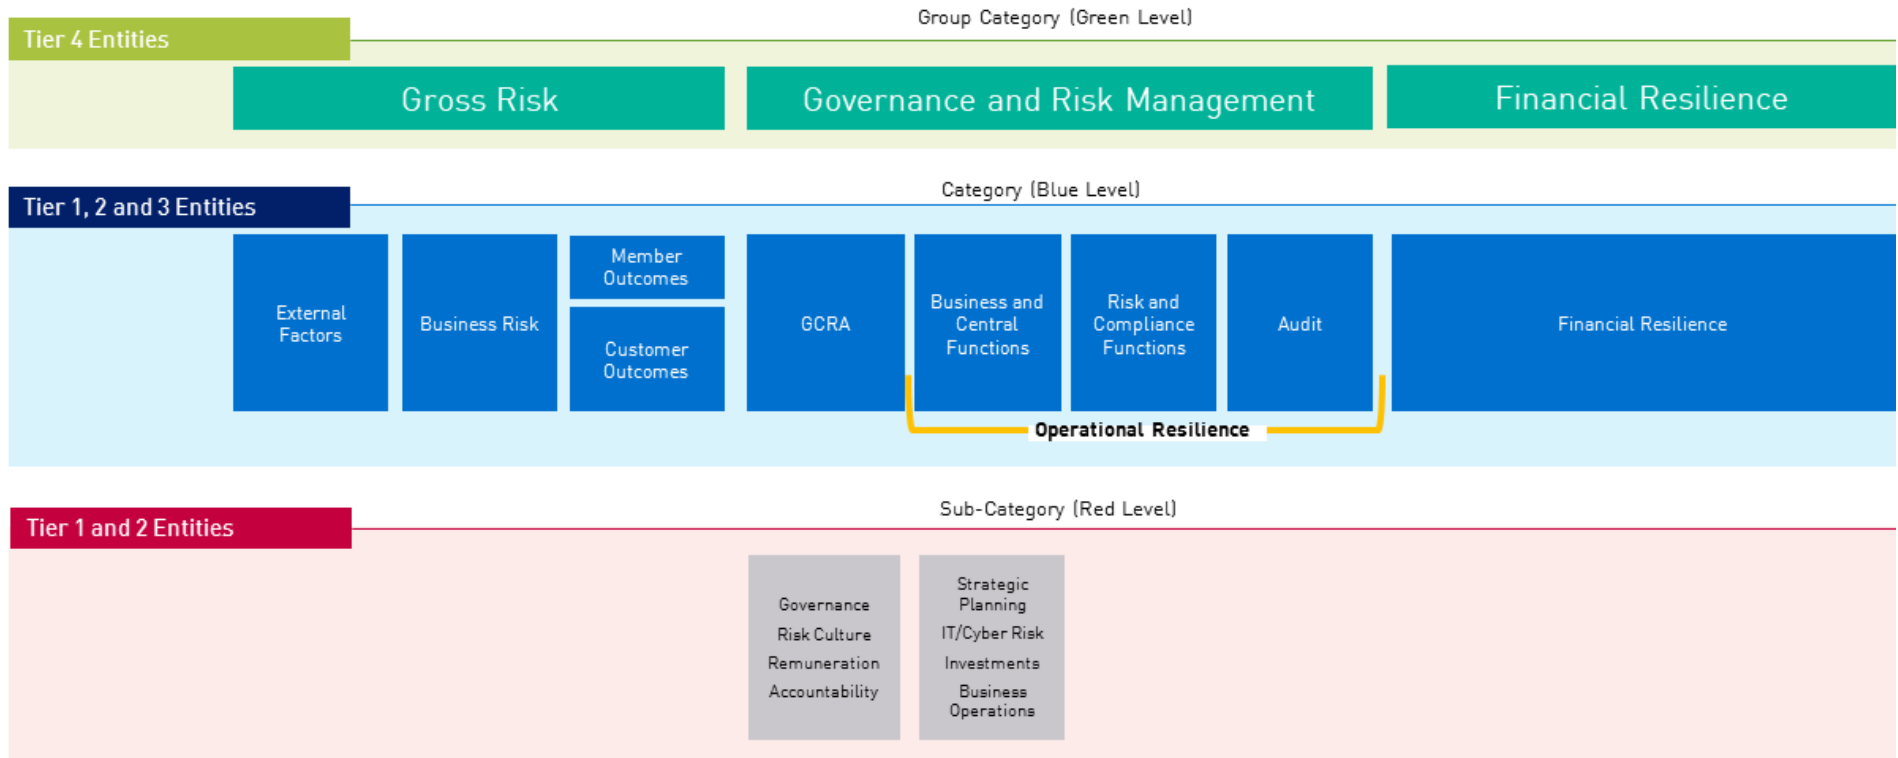 Group Category (Green Level)
Tier 4 Entities
Gross Risk
Governance and Risk Management
Financial Resilience
Category (Blue Level)
Tier 1, 2 and 3 Entities
External
Factors
Business Risk
Member
Outcomes
Customer
Outcomes
GCRA
Business and
Central
Functions
Risk and
Compliance
Functions
Audit
Financial Resilience
Operational Resilience
Sub-Category (Red Level)
Tier 1 and 2 Entities
Governance
Risk Culture
Remuneration
Accountability
Strategic
Planning
IT/Cyber Risk
Investments
Business
Operations